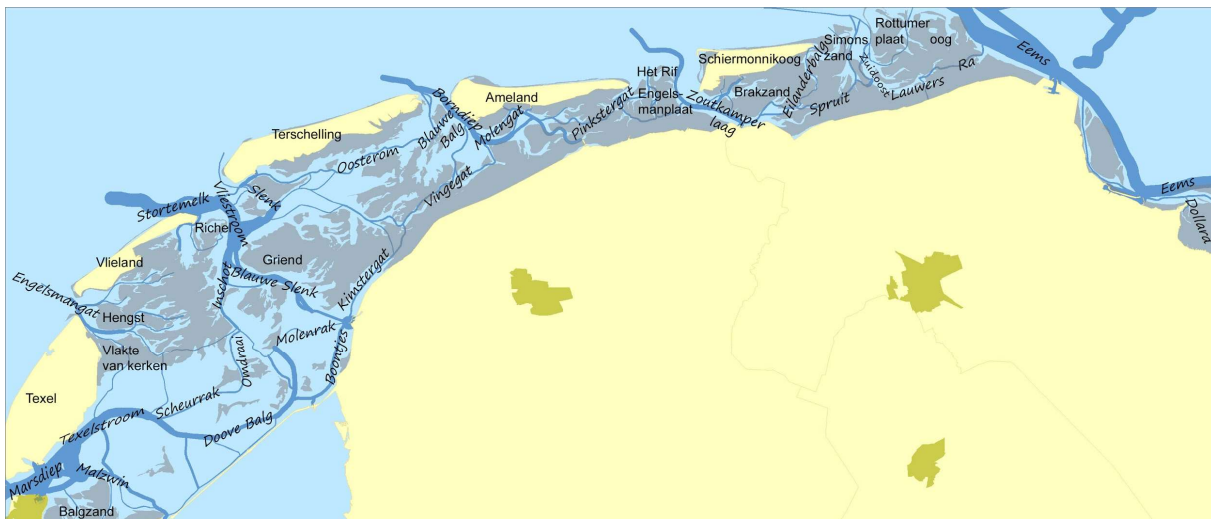 Rottumer
plaat
oog
Eems
Simons
zand
Schiermonnikoog
Eilanderbalg
Zuidoost
Lauwers
Ra
Het Rif
Engels-
manplaat
Brakzand
Spruit
Zoutkamper
laag
Ameland
Pinkstergat
Borndiep
Blauwe
Balg
Molengat
Terschelling
Oosterom
Vingegat
Eems
Dollard
Slenk
Vliestroom
Stortemelk
Richel
Griend
Vlieland
Inschot
Blauwe Slenk
Kimstergat
Engelsmangat
Hengst
Molenrak
Vlakte
van kerken
Omdraai
Boontjes
Texel
Scheurrak
Texelstroom
Doove Balg
Marsdiep
Malzwin
Balgzand